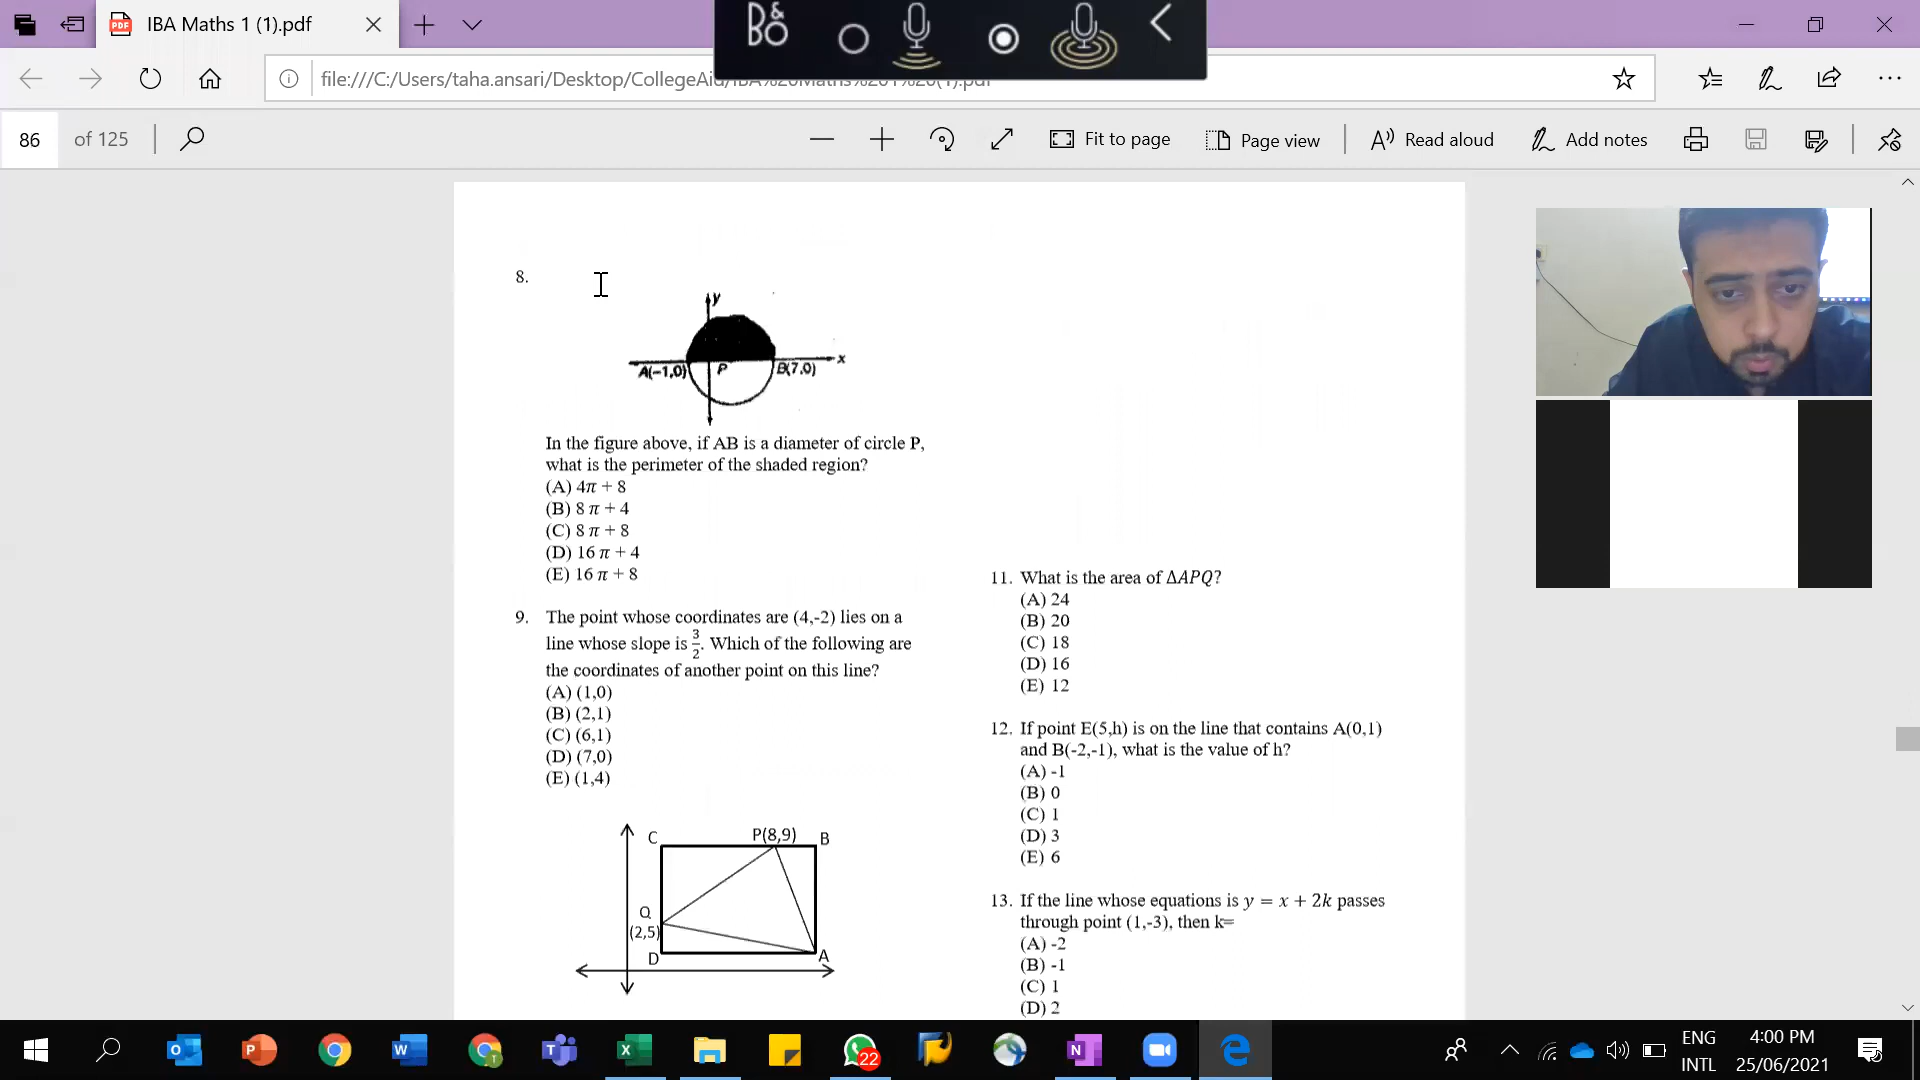 IBA Maths 1 (1).pdf
B&O
file:///C:/Users/taha.ansari/Desktop/CollegeAid/IBA%20Maths%201%20(1).pdf
86 of 125
Fit to page
Page view
Read aloud
Add notes
8.
y
x
A(-1,0)
P
B(7,0)
In the figure above, if AB is a diameter of circle P,
what is the perimeter of the shaded region?
(A) 4π + 8
(B) 8 π + 4
(C) 8 π + 8
(D) 16 π + 4
(E) 16 π + 8
9. The point whose coordinates are (4,-2) lies on a
line whose slope is 3/2. Which of the following are
the coordinates of another point on this line?
(A) (1,0)
(B) (2,1)
(C) (6,1)
(D) (7,0)
(E) (1,4)
C
P(8,9)
B
Q
(2,5)
D
A
11. What is the area of ΔAPQ?
(A) 24
(B) 20
(C) 18
(D) 16
(E) 12
12. If point E(5,h) is on the line that contains A(0,1)
and B(-2,-1), what is the value of h?
(A) -1
(B) 0
(C) 1
(D) 3
(E) 6
13. If the line whose equations is y = x + 2k passes
through point (1,-3), then k=
(A) -2
(B) -1
(C) 1
(D) 2
22
ENG
INTL
4:00 PM
25/06/2021